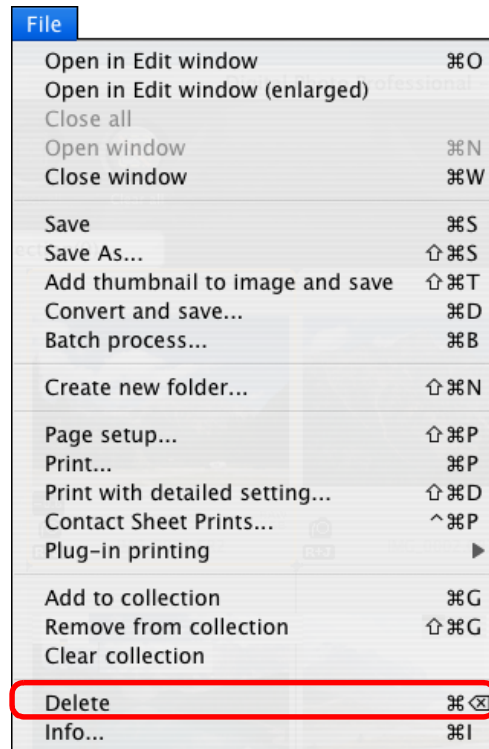 File
Open in Edit window ⌘O
Open in Edit window (enlarged)
Close all
Open window ⌘N
Close window ⌘W
Save ⌘S
Save As... ⇧⌘S
Add thumbnail to image and save ⇧⌘T
Convert and save... ⌘D
Batch process... ⌘B
Create new folder... ⇧⌘N
Page setup... ⇧⌘P
Print... ⌘P
Print with detailed setting... ⇧⌘D
Contact Sheet Prints... ^⌘P
Plug-in printing ▶
Add to collection ⌘G
Remove from collection ⇧⌘G
Clear collection
Delete ⌘⌫
Info... ⌘I